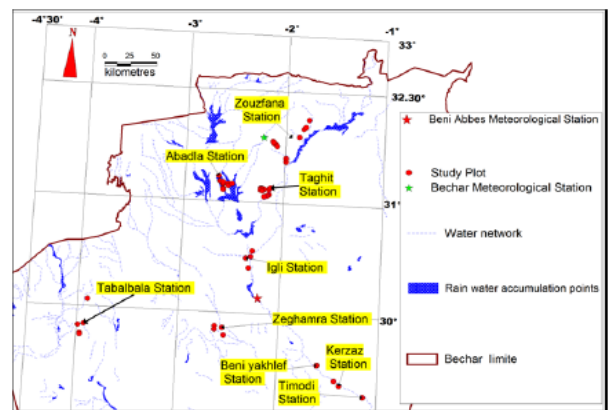 -4°30'
-4°
-3°
-2°
-1°
N
0 25 50
kilometres
33°
32.30°
Zouzfana
Station
Beni Abbes Meteorological Station
Abadla Station
Study Plot
Taghit
Station
Bechar Meteorological Station
31°
Water network
Igli Station
Tabalbala Station
Rain water accumulation points
Zeghamra Station
30°
Beni yakhlef
Station
Kerzaz
Station
Bechar limite
Timodi
Station